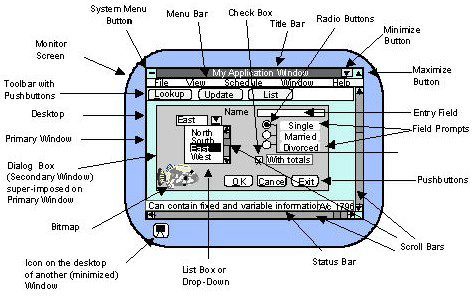 System Menu
Button
Menu Bar
Check Box
Title Bar
Radio Buttons
Minimize
Button
Monitor
Screen
Maximize
Button
My Application Window
File View Schedule Window Help
Toolbar with
Pushbuttons
Lookup Update List
Desktop
Name
Entry Field
East
Single
Field Prompts
Primary Window
North
South
East
West
Married
Divorced
With totals
Dialog Box
(Secondary Window)
super-imposed on
Primary Window
OK Cancel Exit
Pushbuttons
Bitmap
Can contain fixed and variable information
Scroll Bars
Status Bar
Icon on the desktop
of another (minimized)
Window
List Box or
Drop-Down